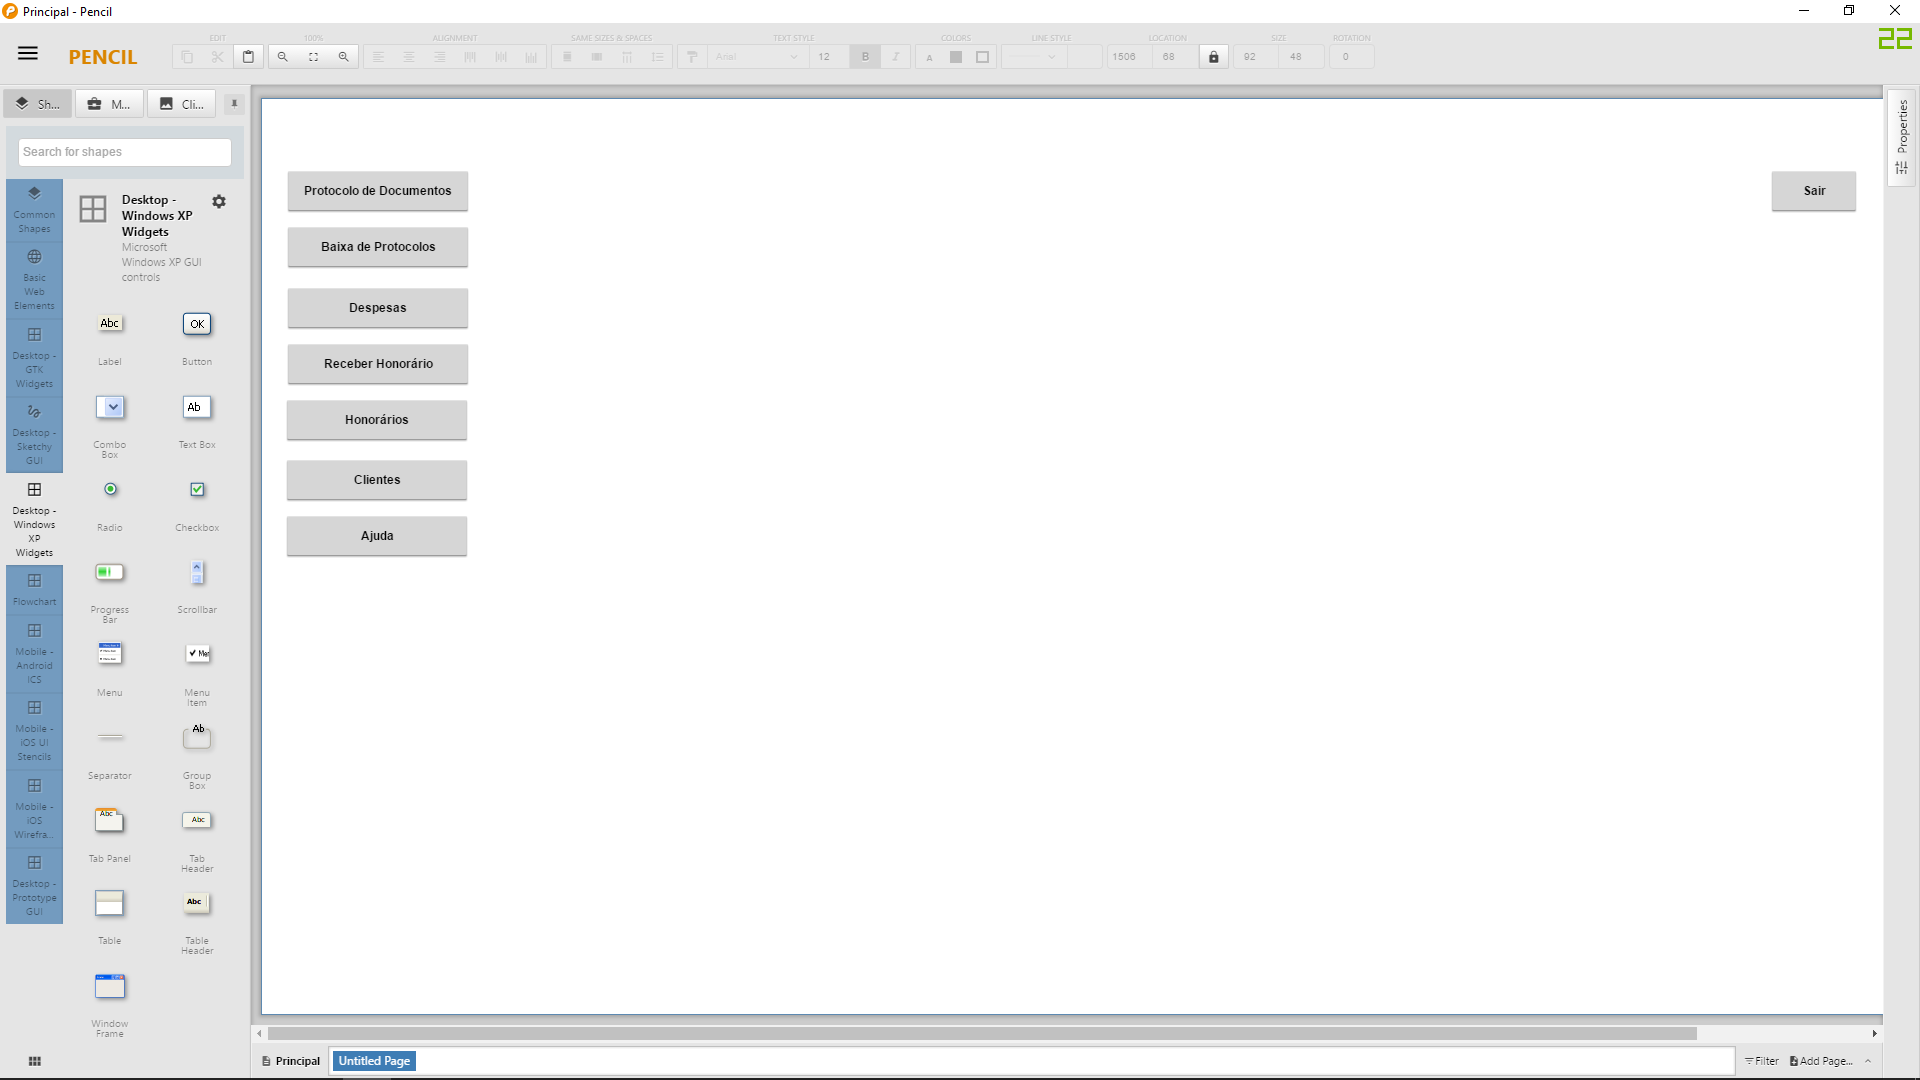 Principal - Pencil
22
PENCIL
EDIT
100%
ALIGNMENT
SAME SIZES & SPACES
TEXT STYLE
COLORS
LINE STYLE
LOCATION
SIZE
ROTATION
Arial
12
B
I
A
1506
68
92
48
0
Sh...
M...
Cli...
Properties
Search for shapes
Common
Shapes
Basic
Web
Elements
Desktop -
GTK
Widgets
Desktop -
Sketchy
GUI
Desktop -
Windows
XP
Widgets
Flowchart
Mobile -
Android
ICS
Mobile -
iOS UI
Stencils
Mobile -
iOS
Wirefra...
Desktop -
Prototype
GUI
Desktop -
Windows XP
Widgets
Microsoft
Windows XP GUI
controls
Abc
OK
Label
Button
Ab
Combo
Box
Text Box
Radio
Checkbox
Progress
Bar
Scrollbar
Men
Menu
Menu
Item
Ab
Separator
Group
Box
Abc
Abc
Tab Panel
Tab
Header
Abc
Table
Table
Header
Window
Frame
Protocolo de Documentos
Sair
Baixa de Protocolos
Despesas
Receber Honorário
Honorários
Clientes
Ajuda
Principal
Untitled Page
Filter
Add Page...